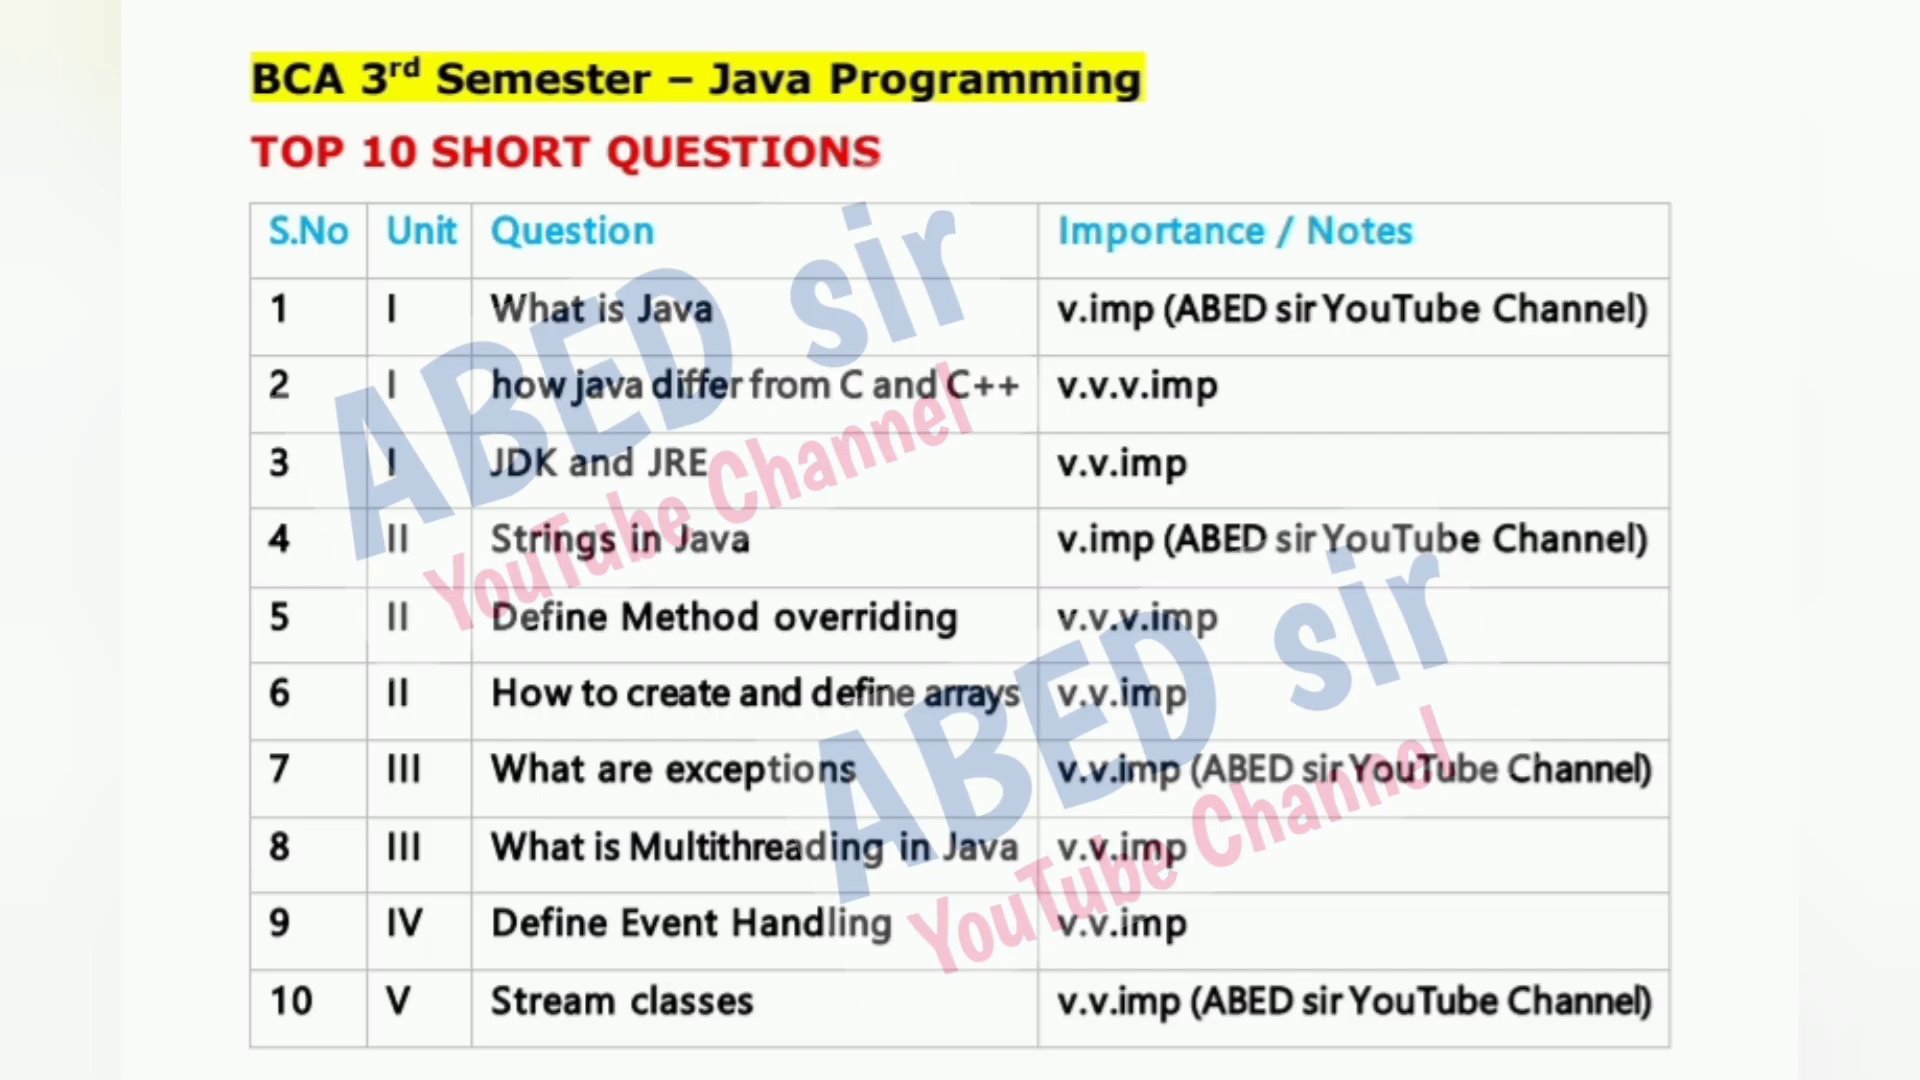 BCA 3rd Semester – Java Programming
TOP 10 SHORT QUESTIONS
S.No Unit Question Importance / Notes
1 I What is Java v.imp (ABED sir YouTube Channel)
2 I how java differ from C and C++ v.v.v.imp
3 I JDK and JRE v.v.imp
4 II Strings in Java v.imp (ABED sir YouTube Channel)
5 II Define Method overriding v.v.v.imp
6 II How to create and define arrays v.v.imp
7 III What are exceptions v.v.imp (ABED sir YouTube Channel)
8 III What is Multithreading in Java v.v.imp
9 IV Define Event Handling v.v.imp
10 V Stream classes v.v.imp (ABED sir YouTube Channel)
ABED sir
YouTube Channel
ABED sir
YouTube Channel